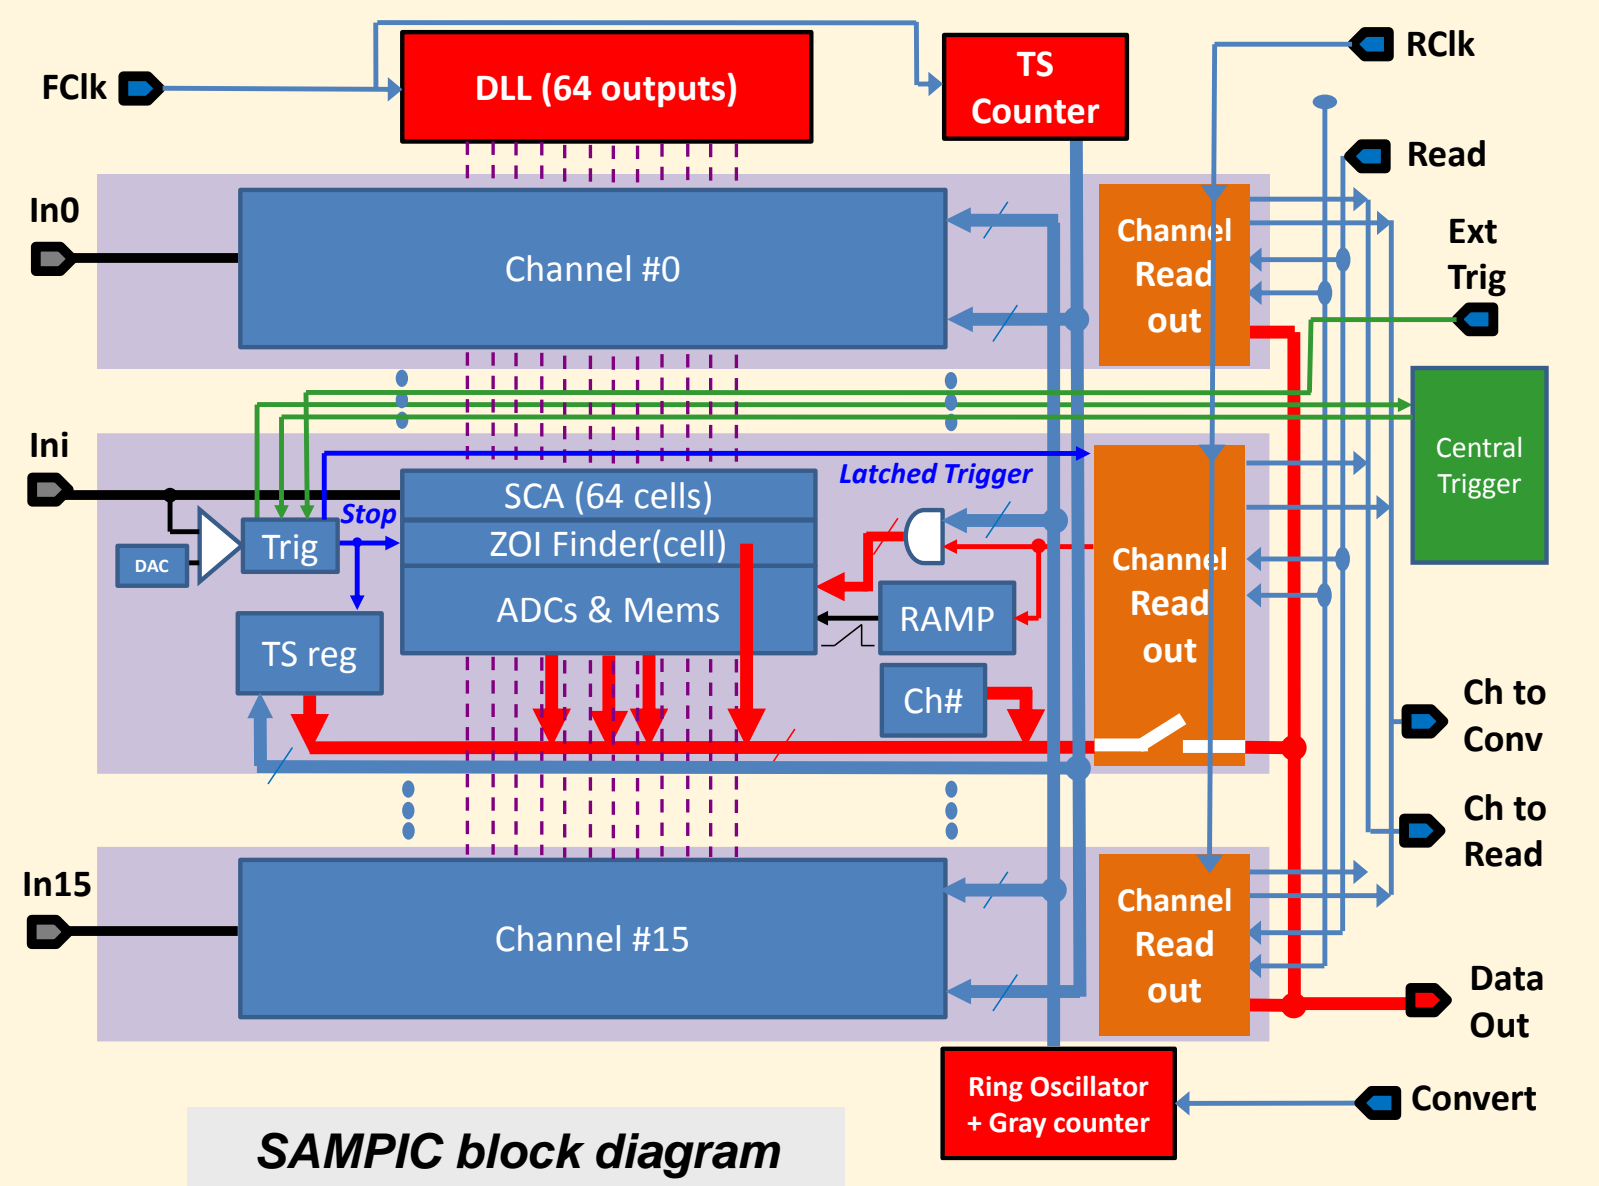 FClk
DLL (64 outputs)
TS
Counter
RClk
Read
In0
Channel #0
Channel
Read
out
Ext
Trig
Ini
Stop
SCA (64 cells)
ZOI Finder(cell)
ADCs & Mems
Latched Trigger
Trig
DAC
TS reg
RAMP
Ch#
Channel
Read
out
Central
Trigger
Ch to
Conv
Ch to
Read
In15
Channel #15
Channel
Read
out
Data
Out
Ring Oscillator
+ Gray counter
Convert
SAMPIC block diagram